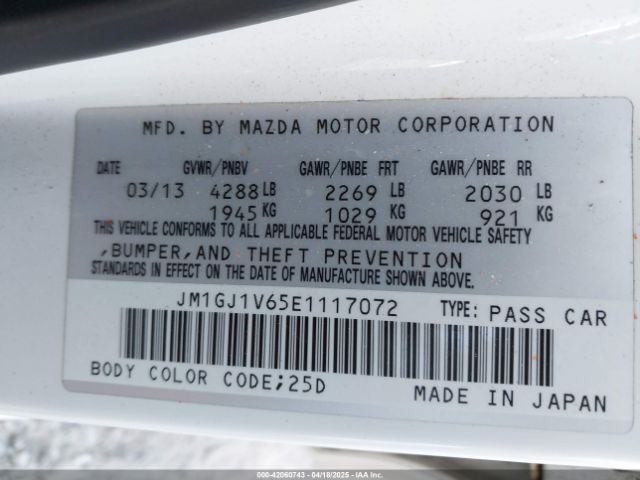 MFD. BY MAZDA MOTOR CORPORATION
DATE GVWR/PNBV GAWR/PNBE FRT GAWR/PNBE RR
03/13 4288 LB 2269 LB 2030 LB
1945 KG 1029 KG 921 KG
THIS VEHICLE CONFORMS TO ALL APPLICABLE FEDERAL MOTOR VEHICLE SAFETY
,BUMPER,AND THEFT PREVENTION
STANDARDS IN EFFECT ON THE DATE OF MANUFACTURE SHOWN ABOVE.
JM1GJ1V65E1117072 TYPE: PASS CAR
BODY COLOR CODE;25D MADE IN JAPAN
000-42060743 - 04/18/2025 - IAA Inc.